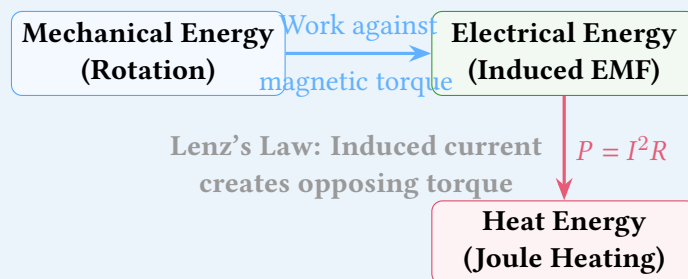 Mechanical Energy
(Rotation)
Work against
magnetic torque
Electrical Energy
(Induced EMF)
Lenz's Law: Induced current
creates opposing torque
P = I²R
Heat Energy
(Joule Heating)